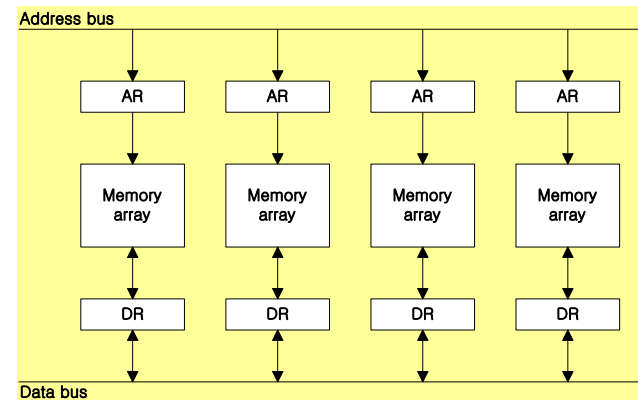 Address bus
AR AR AR AR
Memory Memory Memory Memory
array array array array
DR DR DR DR
Data bus